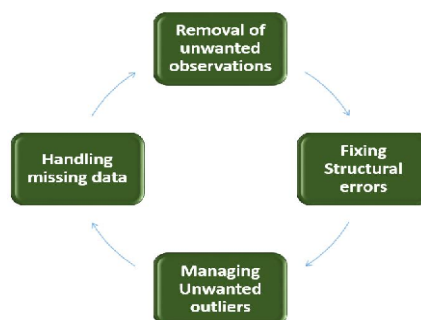 Removal of
unwanted
observations
Fixing
Structural
errors
Managing
Unwanted
outliers
Handling
missing data